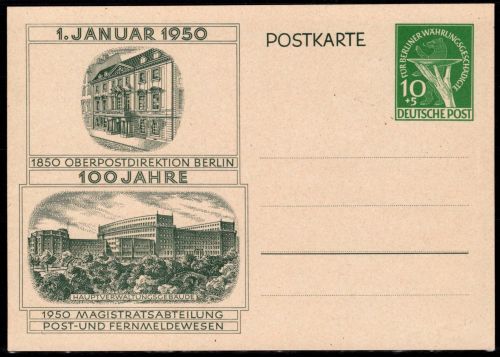 1. JANUAR 1950
1850 OBERPOSTDIREKTION BERLIN
100 JAHRE
HAUPTVERWALTUNGSGEBÄUDE
1950 MAGISTRATSABTEILUNG
POST-UND FERNMELDEWESEN
POSTKARTE
FÜR BERLINER WÄHRUNGSGESCHÄDIGTE
10
+5
DEUTSCHE POST